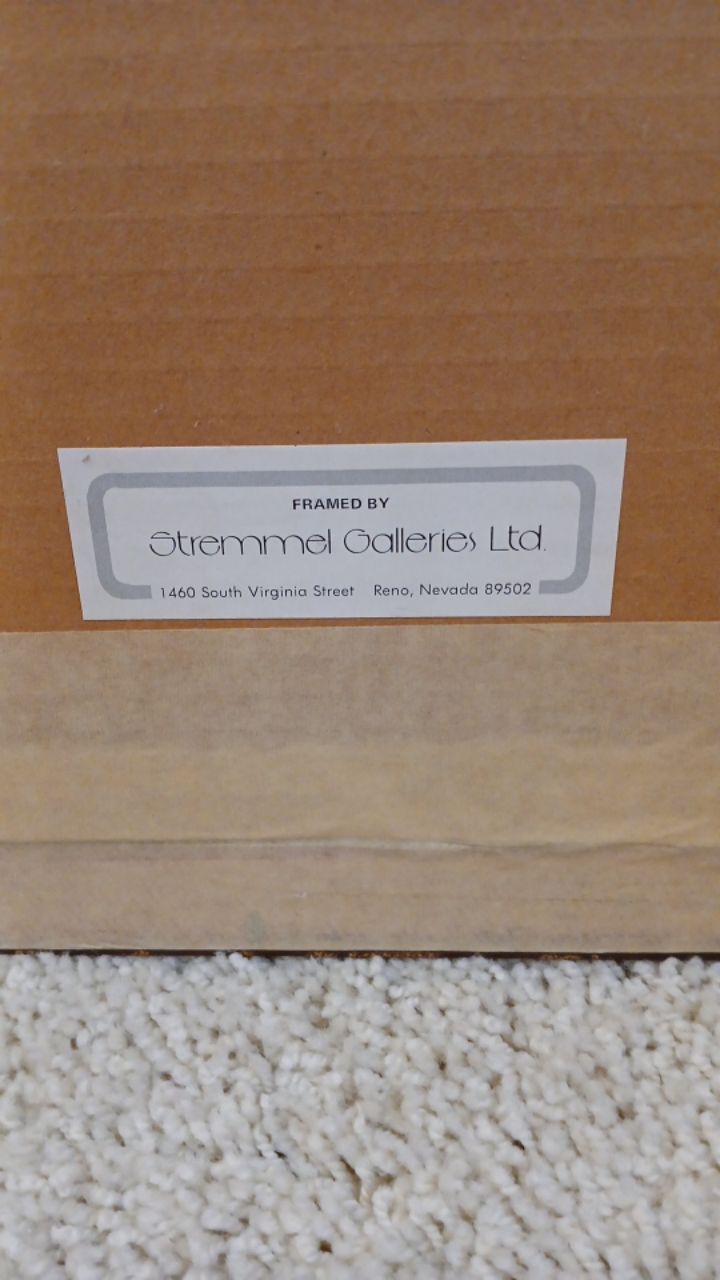 FRAMED BY
Stremmel Galleries Ltd.
1460 South Virginia Street Reno, Nevada 89502